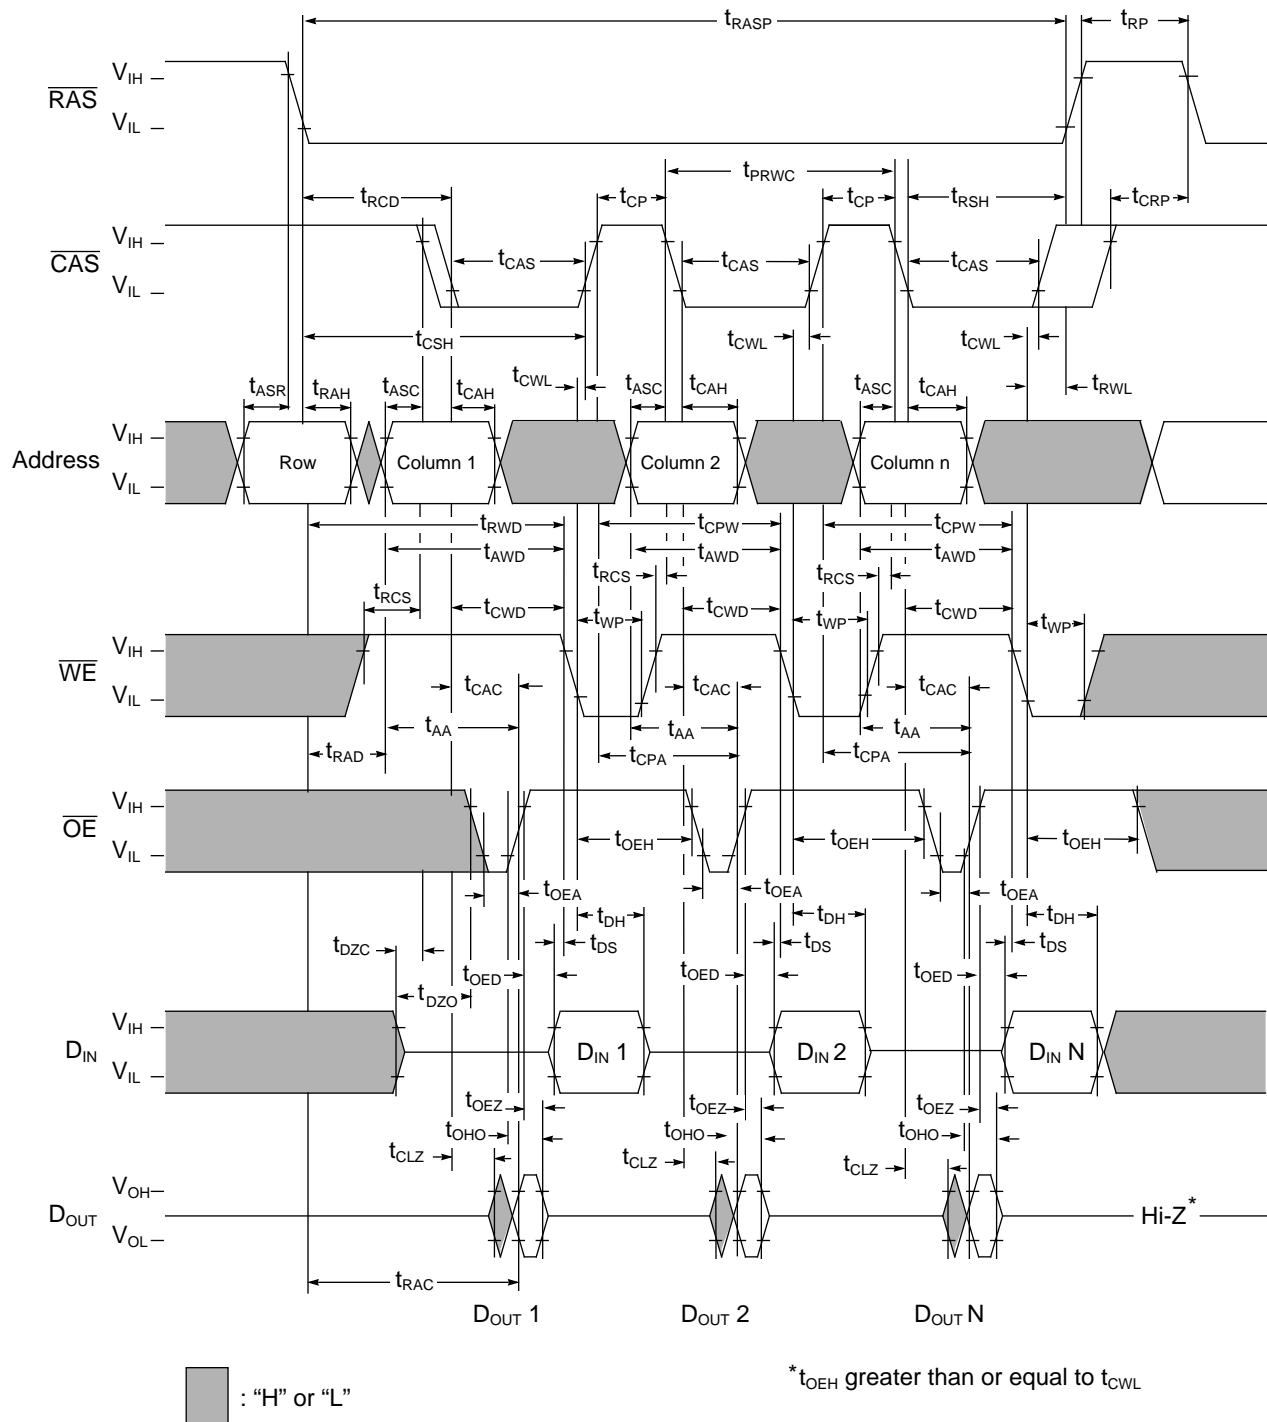 tRASP tRP
VIH
RAS
VIL
tPRWC
tRCD tCP tCP tRSH tCRP
VIH
CAS tCAS tCAS tCAS
VIL
tCSH tCWL tCWL
tASR tRAH tASC tCAH tCWL tASC tCAH tASC tCAH tRWL
VIH
Address Row Column 1 Column 2 Column n
VIL
tRWD tCPW tCPW
tAWD tAWD tAWD
tRCS tRCS tRCS
tCWD tWP tCWD tWP tCWD tWP
VIH
WE
VIL
tCAC tCAC tCAC
tAA tAA tAA
tRAD tCPA tCPA
VIH
OE
VIL
tOEH tOEH tOEH
tOEA tOEA tOEA
tDH tDH tDH
tDZC tDS tDS tDS
tOED tOED tOED
tDZO
VIH
DIN DIN 1 DIN 2 DIN N
VIL
tOEZ tOEZ tOEZ
tOHO tOHO tOHO
tCLZ tCLZ tCLZ
VOH
DOUT Hi-Z*
VOL
tRAC
DOUT 1 DOUT 2 DOUT N
: “H” or “L”
*tOEH greater than or equal to tCWL